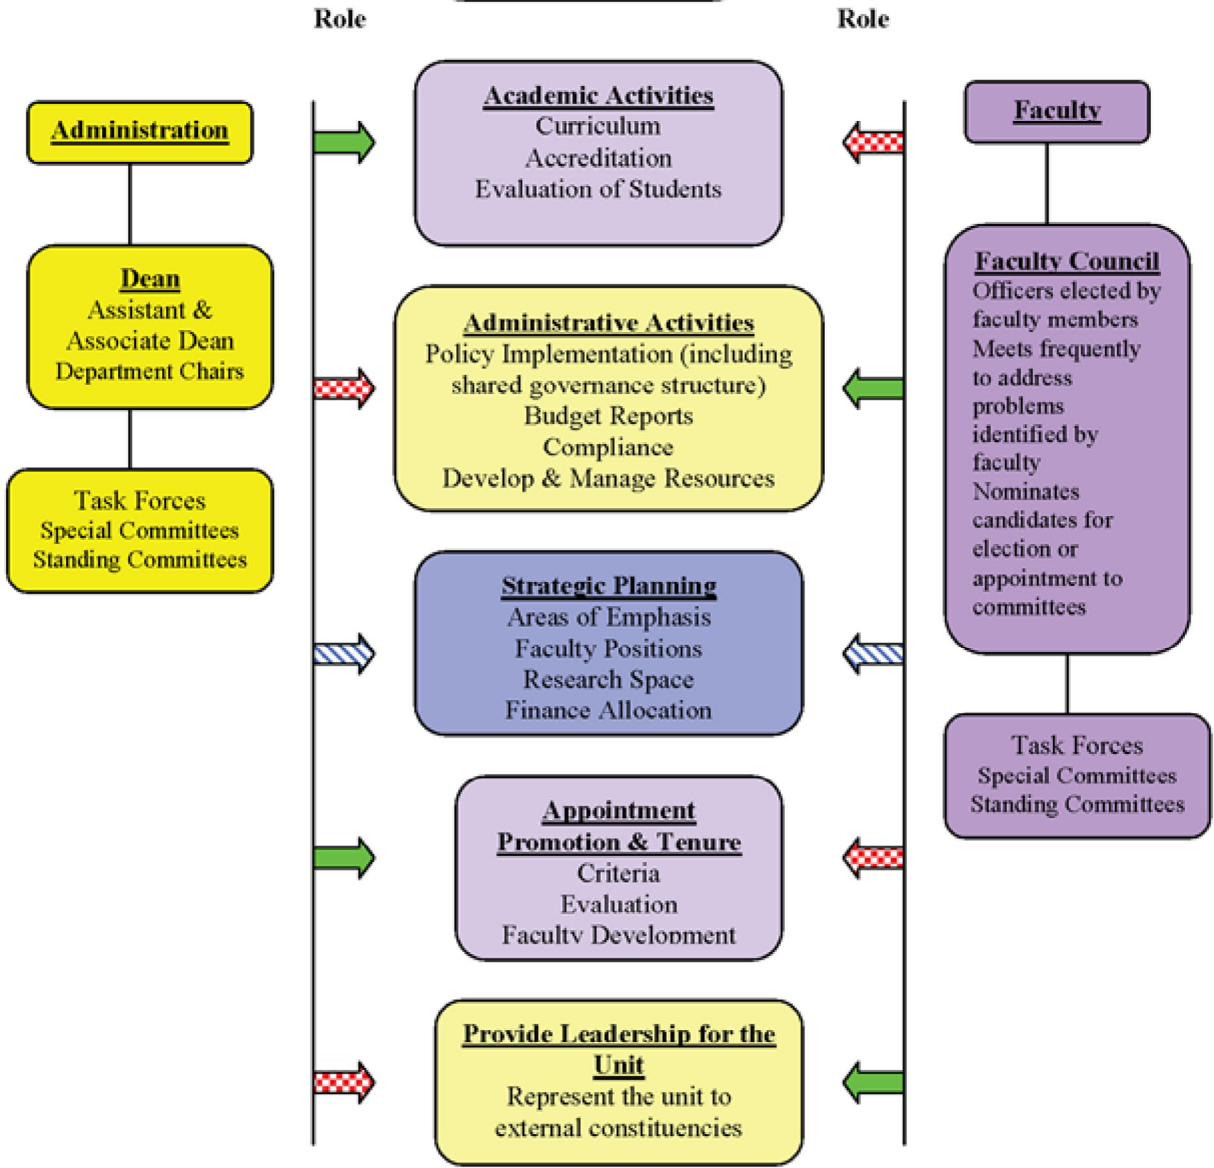 Role
Role
Administration
Dean
Assistant &
Associate Dean
Department Chairs
Task Forces
Special Committees
Standing Committees
Academic Activities
Curriculum
Accreditation
Evaluation of Students
Administrative Activities
Policy Implementation (including
shared governance structure)
Budget Reports
Compliance
Develop & Manage Resources
Strategic Planning
Areas of Emphasis
Faculty Positions
Research Space
Finance Allocation
Appointment
Promotion & Tenure
Criteria
Evaluation
Faculty Development
Provide Leadership for the
Unit
Represent the unit to
external constituencies
Faculty
Faculty Council
Officers elected by
faculty members
Meets frequently
to address
problems
identified by
faculty
Nominates
candidates for
election or
appointment to
committees
Task Forces
Special Committees
Standing Committees